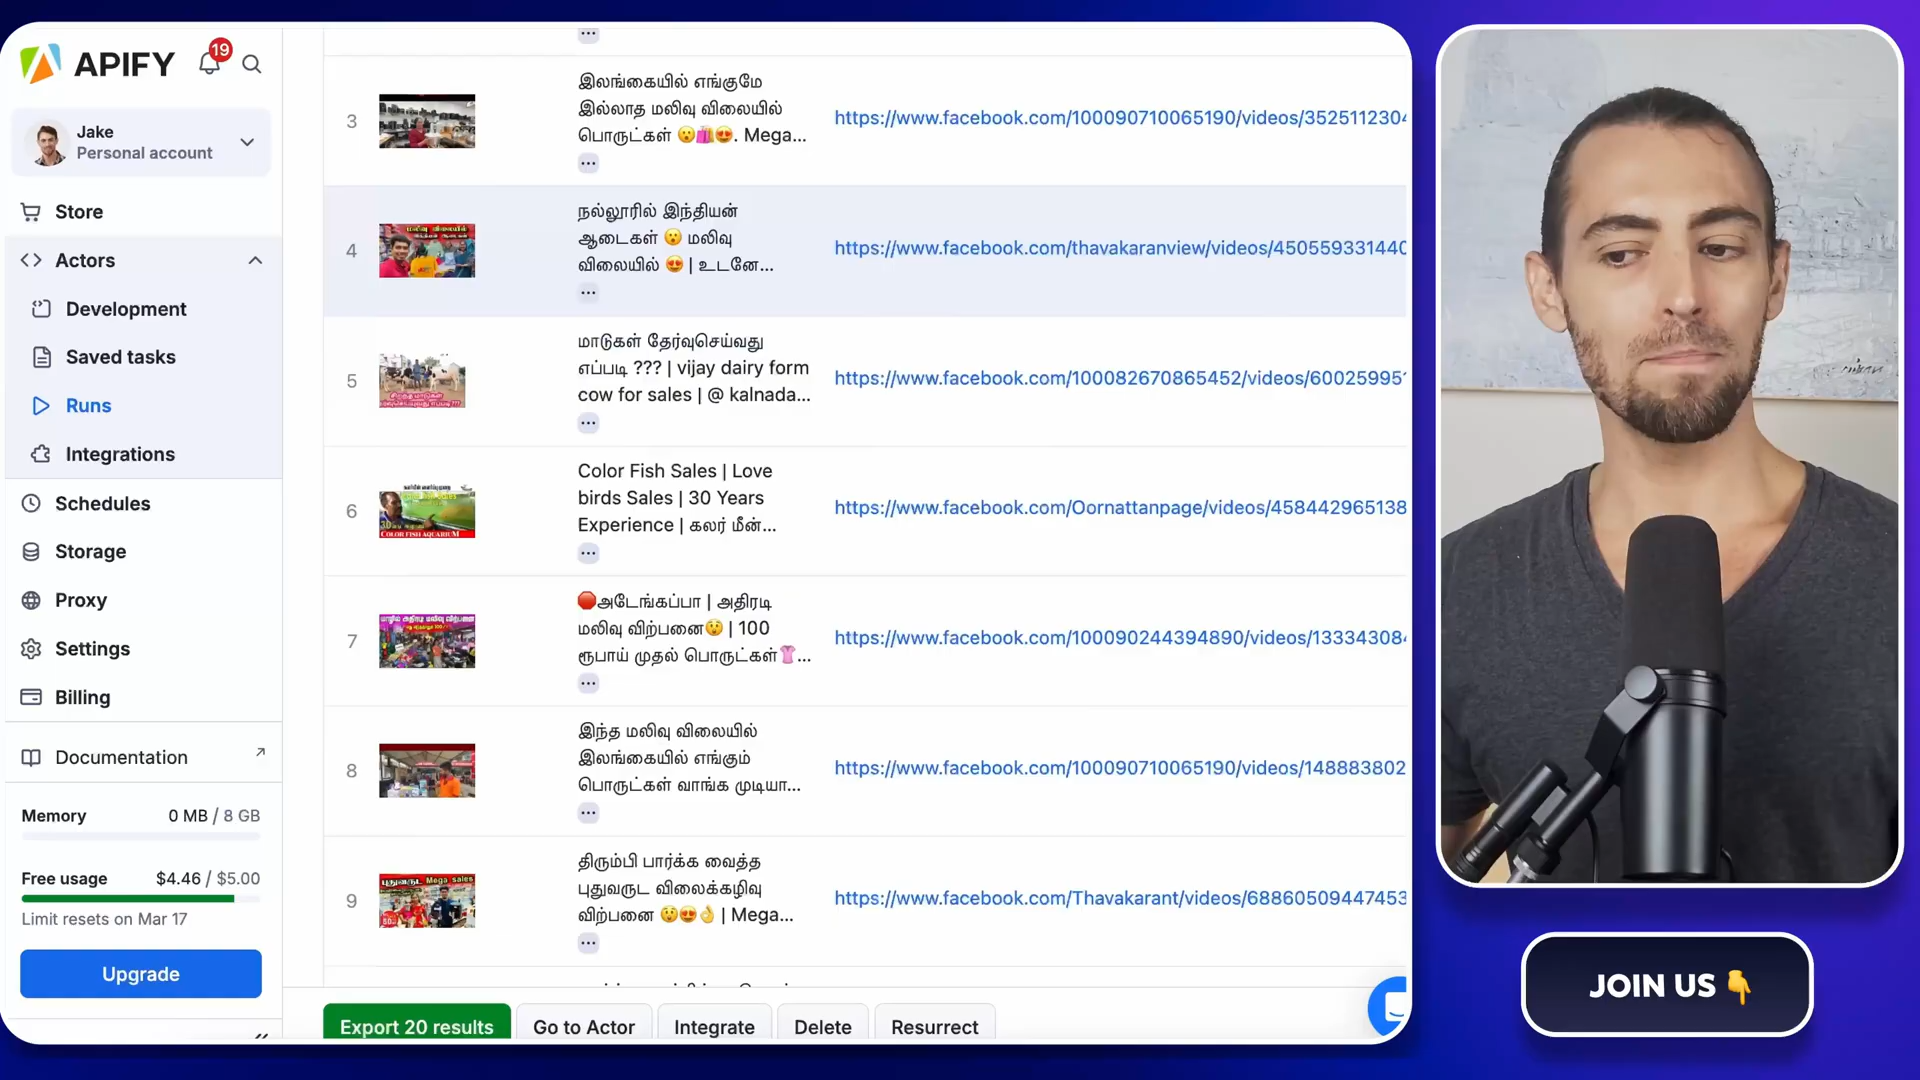 APIFY
19
Jake
Personal account
Store
Actors
Development
Saved tasks
Runs
Integrations
Schedules
Storage
Proxy
Settings
Billing
Documentation
Memory 0 MB / 8 GB
Free usage $4.46 / $5.00
Limit resets on Mar 17
Upgrade
...
3
இலங்கையில் எங்குமே
இல்லாத மலிவு விலையில்
பொருட்கள் 😮🛍️😍. Mega...
...
https://www.facebook.com/100090710065190/videos/352511230
4
மலிவு விலையில்
நல்லூரில் இந்தியன்
ஆடைகள் 😮 மலிவு
விலையில் 😍 | உடனே...
...
https://www.facebook.com/thavakaranview/videos/450559331440
5
மாடுகள் தேர்வுசெய்வது
எப்படி ??? | vijay dairy form
cow for sales | @ kalnada...
...
https://www.facebook.com/100082670865452/videos/60025995
6
COLOR FISH AQUARIUM
Color Fish Sales | Love
birds Sales | 30 Years
Experience | கலர் மீன்...
...
https://www.facebook.com/Oornattanpage/videos/458442965138
7
🛑அடேங்கப்பா | அதிரடி
மலிவு விற்பனை😲 | 100
ரூபாய் முதல் பொருட்கள்👚...
...
https://www.facebook.com/100090244394890/videos/133343084
8
இந்த மலிவு விலையில்
இலங்கையில் எங்கும்
பொருட்கள் வாங்க முடியா...
...
https://www.facebook.com/100090710065190/videos/148883802
9
புதுவருட Mega sales
திரும்பி பார்க்க வைத்த
புதுவருட விலைக்கழிவு
விற்பனை 😲😍👌 | Mega...
...
https://www.facebook.com/Thavakarant/videos/68860509447453
Export 20 results
Go to Actor
Integrate
Delete
Resurrect
JOIN US 👇